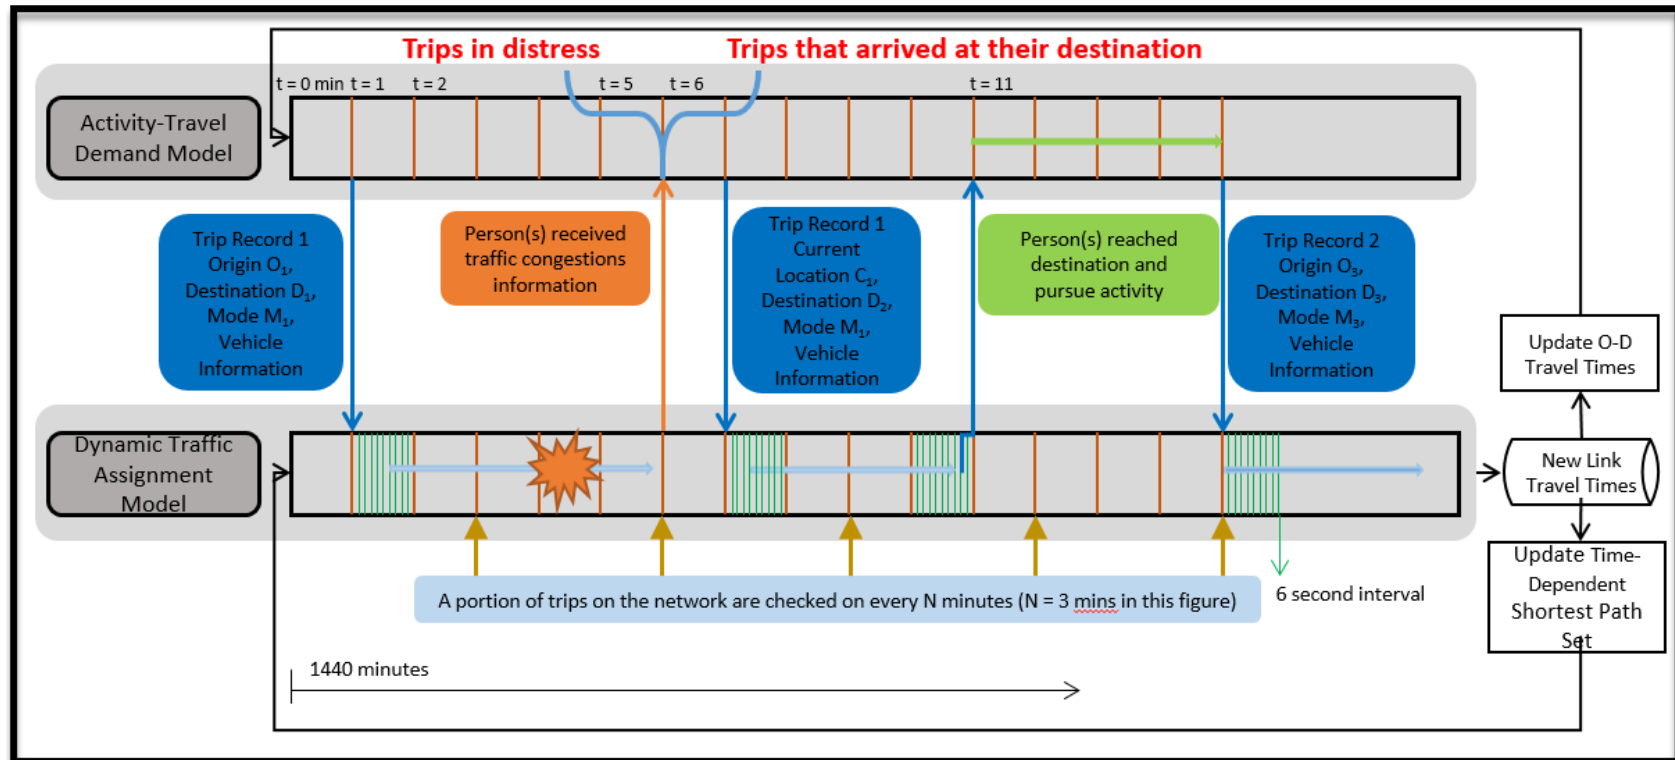 Trips in distress
Trips that arrived at their destination
t = 0 min t = 1
t = 2
t = 5
t = 6
t = 11
Activity-Travel
Demand Model
Trip Record 1
Origin O₁,
Destination D₁,
Mode M₁,
Vehicle
Information
Person(s) received
traffic congestions
information
Trip Record 1
Current
Location C₁,
Destination D₂,
Mode M₁,
Vehicle
Information
Person(s) reached
destination and
pursue activity
Trip Record 2
Origin O₃,
Destination D₃,
Mode M₃,
Vehicle
Information
Update O-D
Travel Times
Dynamic Traffic
Assignment
Model
New Link
Travel Times
Update Time-
Dependent
Shortest Path
Set
A portion of trips on the network are checked on every N minutes (N = 3 mins in this figure)
6 second interval
1440 minutes